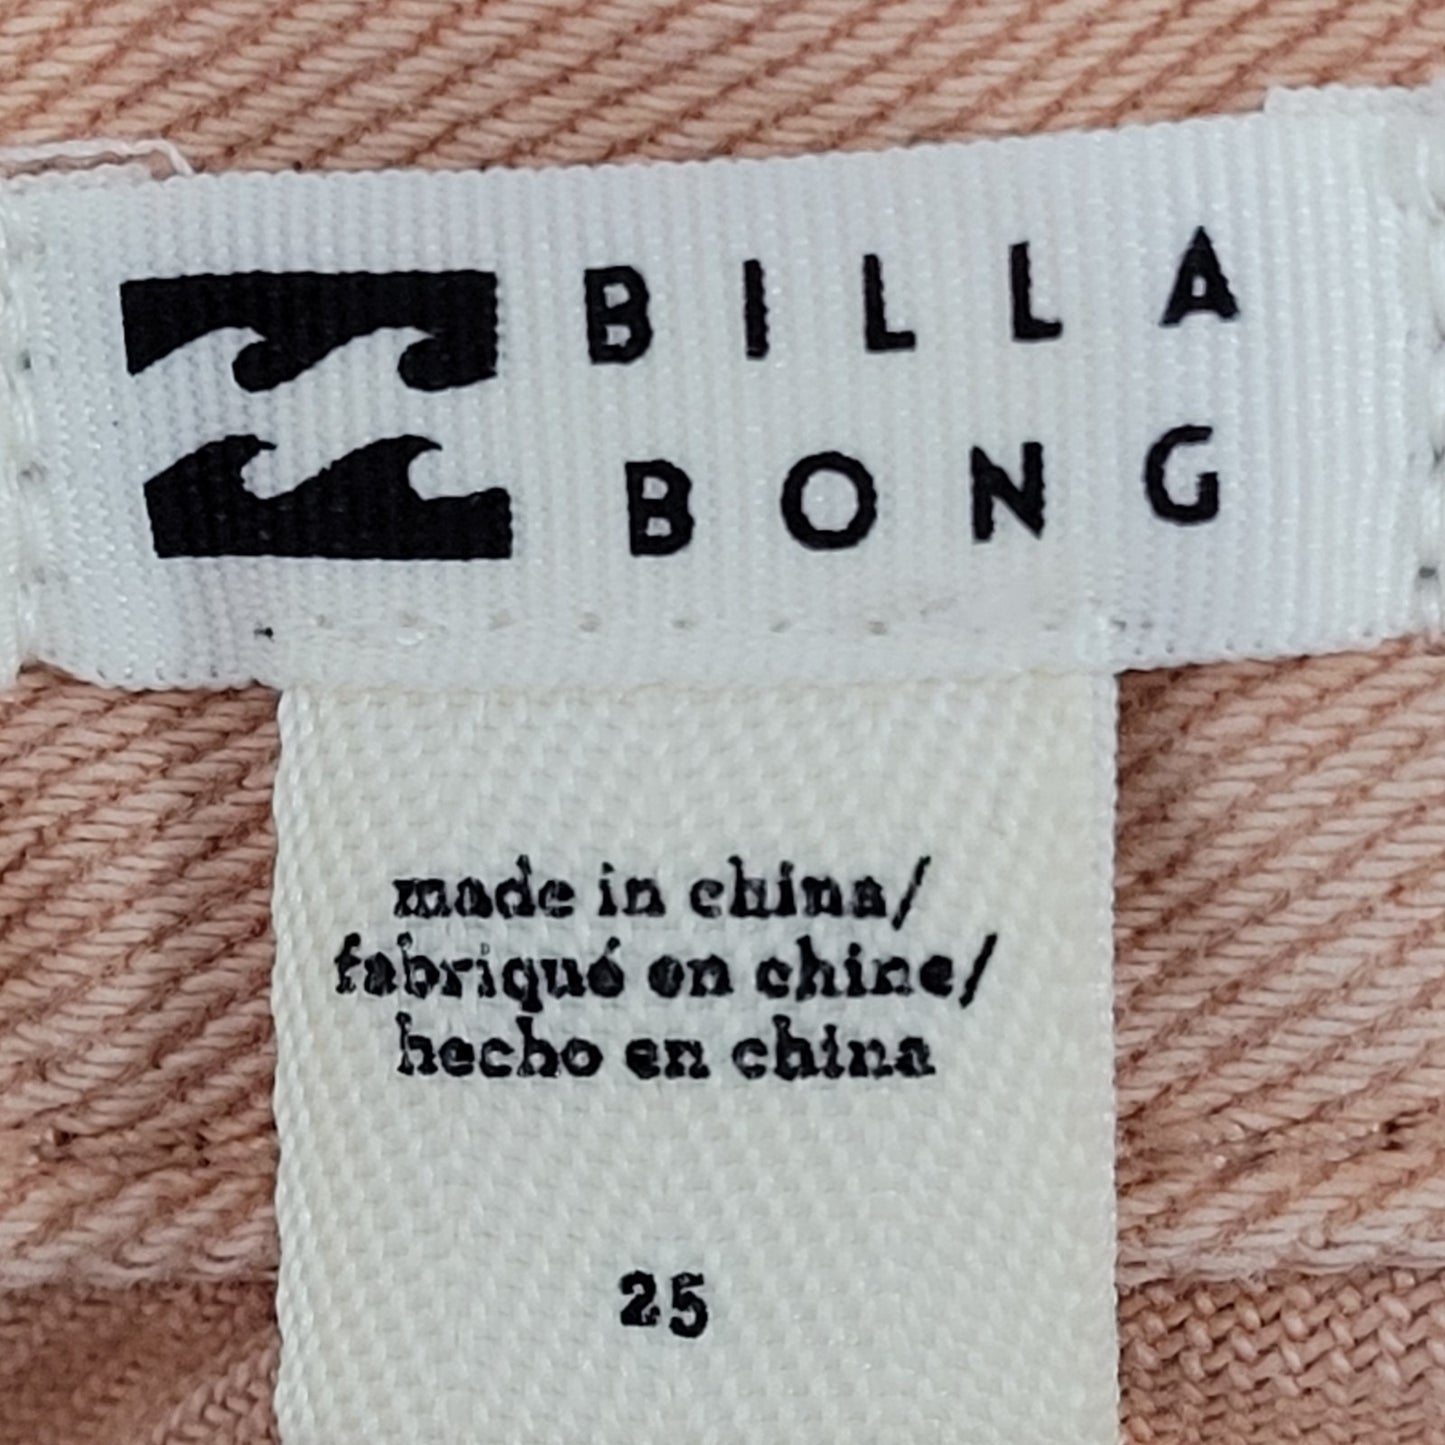 BILLA
BONG
made in china/
fabriqué en chine/
hecho en china
25